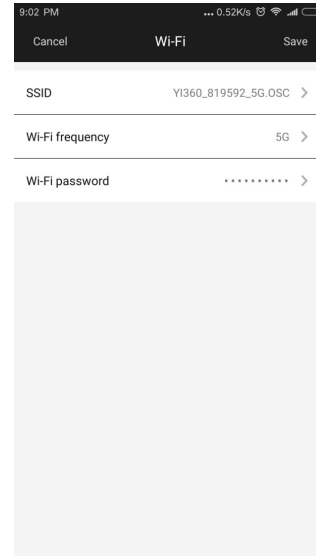 9:02 PM ... 0.52K/s
Cancel Wi-Fi Save
SSID YI360_819592_5G.OSC >
Wi-Fi frequency 5G >
Wi-Fi password ·········· >